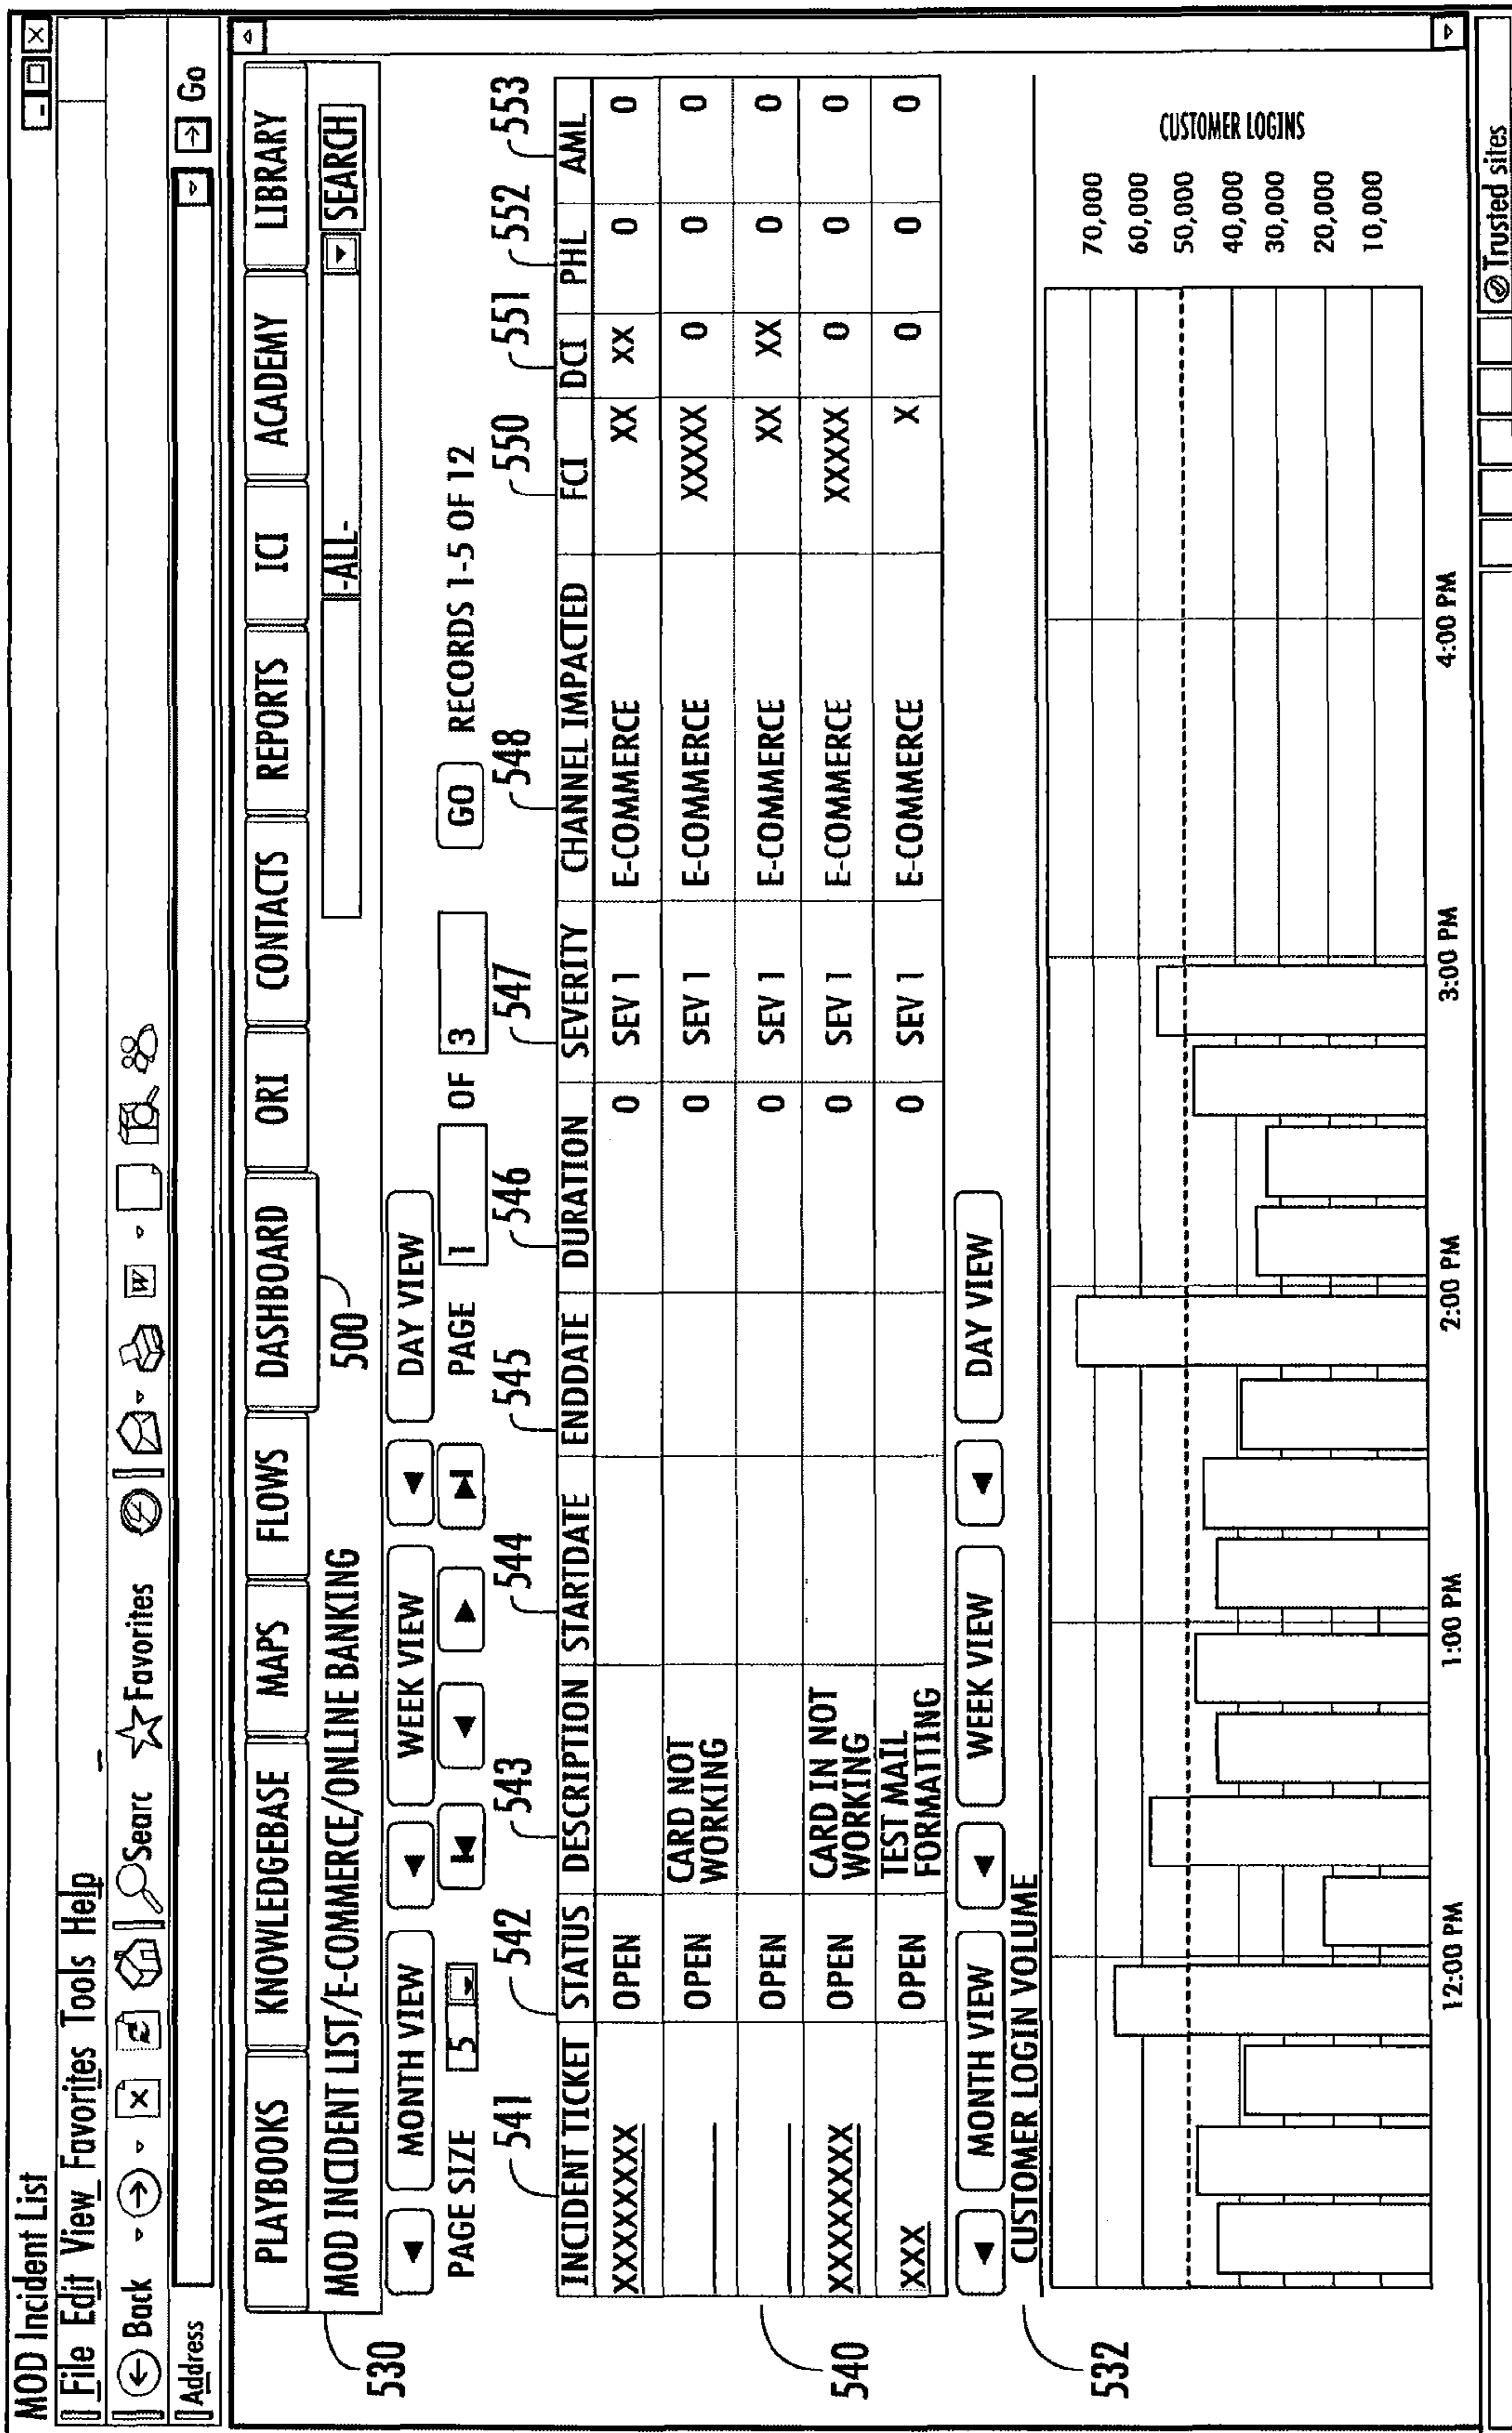 MOD Incident List
File Edit View Favorites Tools Help
Back Searc Favorites W
Address Go
PLAYBOOKS KNOWLEDGEBASE MAPS FLOWS DASHBOARD ORI CONTACTS REPORTS ICI ACADEMY LIBRARY
530 MOD INCIDENT LIST/E-COMMERCE/ONLINE BANKING 500 -ALL- SEARCH
MONTH VIEW WEEK VIEW DAY VIEW
PAGE SIZE 5 PAGE 1 OF 3 GO RECORDS 1-5 OF 12
541 542 543 544 545 546 547 548 550 551 552 553
INCIDENT TICKET STATUS DESCRIPTION STARTDATE ENDDATE DURATION SEVERITY CHANNEL IMPACTED FCI DCI PHL AML
XXXXXXXX OPEN 0 SEV 1 E-COMMERCE XX XX 0 0
OPEN CARD NOT WORKING 0 SEV 1 E-COMMERCE XXXXX 0 0 0
540 OPEN 0 SEV 1 E-COMMERCE XX XX 0 0
XXXXXXXX OPEN CARD IN NOT WORKING 0 SEV 1 E-COMMERCE XXXXX 0 0 0
XXX OPEN TEST MAIL FORMATTING 0 SEV 1 E-COMMERCE X 0 0 0
MONTH VIEW WEEK VIEW DAY VIEW
532 CUSTOMER LOGIN VOLUME
70,000
60,000
50,000
40,000
30,000
20,000
10,000
CUSTOMER LOGINS
12:00 PM 1:00 PM 2:00 PM 3:00 PM 4:00 PM
Trusted sites